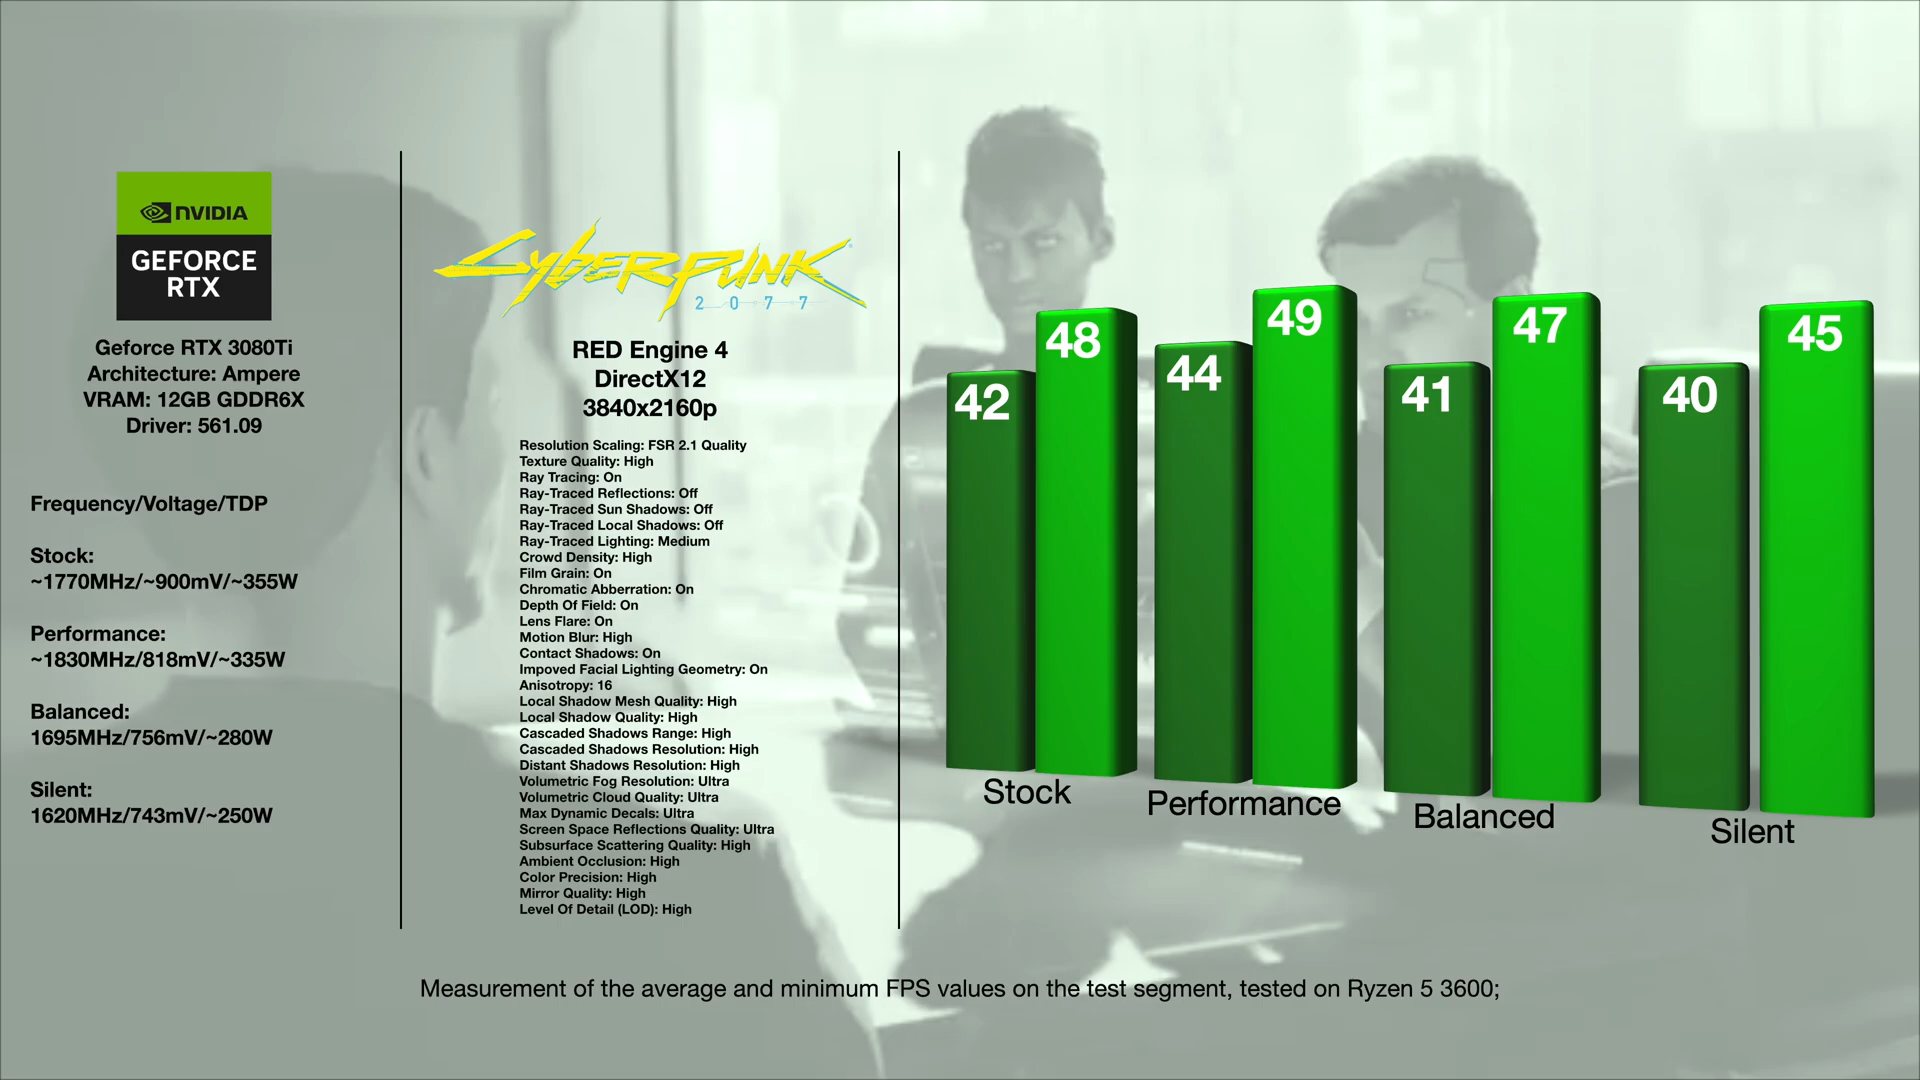 NVIDIA
GEFORCE
RTX
Geforce RTX 3080Ti
Architecture: Ampere
VRAM: 12GB GDDR6X
Driver: 561.09
Frequency/Voltage/TDP
Stock:
~1770MHz/~900mV/~355W
Performance:
~1830MHz/818mV/~335W
Balanced:
1695MHz/756mV/~280W
Silent:
1620MHz/743mV/~250W
Cyberpunk
2077
RED Engine 4
DirectX12
3840x2160p
Resolution Scaling: FSR 2.1 Quality
Texture Quality: High
Ray Tracing: On
Ray-Traced Reflections: Off
Ray-Traced Sun Shadows: Off
Ray-Traced Local Shadows: Off
Ray-Traced Lighting: Medium
Crowd Density: High
Film Grain: On
Chromatic Abberration: On
Depth Of Field: On
Lens Flare: On
Motion Blur: High
Contact Shadows: On
Impoved Facial Lighting Geometry: On
Anisotropy: 16
Local Shadow Mesh Quality: High
Local Shadow Quality: High
Cascaded Shadows Range: High
Cascaded Shadows Resolution: High
Distant Shadows Resolution: High
Volumetric Fog Resolution: Ultra
Volumetric Cloud Quality: Ultra
Max Dynamic Decals: Ultra
Screen Space Reflections Quality: Ultra
Subsurface Scattering Quality: High
Ambient Occlusion: High
Color Precision: High
Mirror Quality: High
Level Of Detail (LOD): High
42
48
44
49
41
47
40
45
Stock
Performance
Balanced
Silent
Measurement of the average and minimum FPS values on the test segment, tested on Ryzen 5 3600;